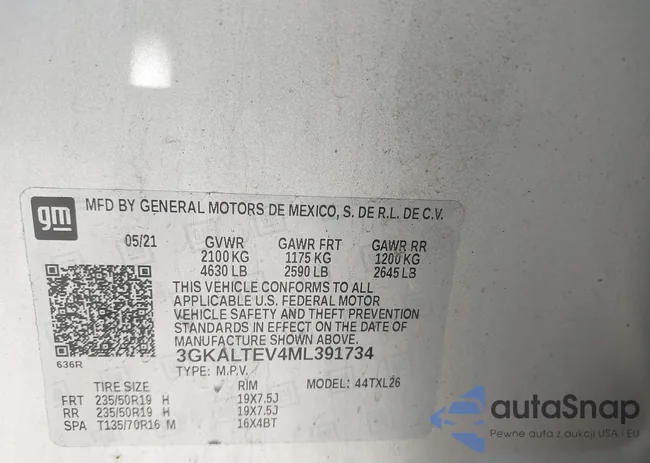 gm MFD BY GENERAL MOTORS DE MEXICO, S. DE R.L. DE C.V.
05/21 GVWR GAWR FRT GAWR RR
2100 KG 1175 KG 1200 KG
4630 LB 2590 LB 2645 LB
THIS VEHICLE CONFORMS TO ALL
APPLICABLE U.S. FEDERAL MOTOR
VEHICLE SAFETY AND THEFT PREVENTION
STANDARDS IN EFFECT ON THE DATE OF
MANUFACTURE SHOWN ABOVE.
3GKALTEV4ML391734
636R
TYPE: M.P.V. MODEL: 44TXL26
TIRE SIZE RIM
FRT 235/50R19 H 19X7.5J
RR 235/50R19 H 19X7.5J
SPA T135/70R16 M 16X4BT
autoSnap
Pewne auta z aukcji USA i EU